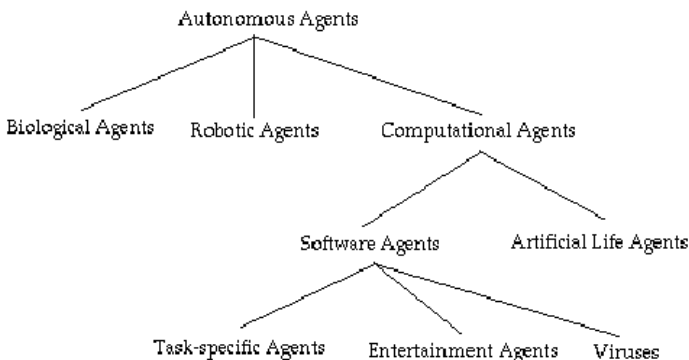 Autonomous Agents
Biological Agents
Robotic Agents
Computational Agents
Software Agents
Artificial Life Agents
Task-specific Agents
Entertainment Agents
Viruses